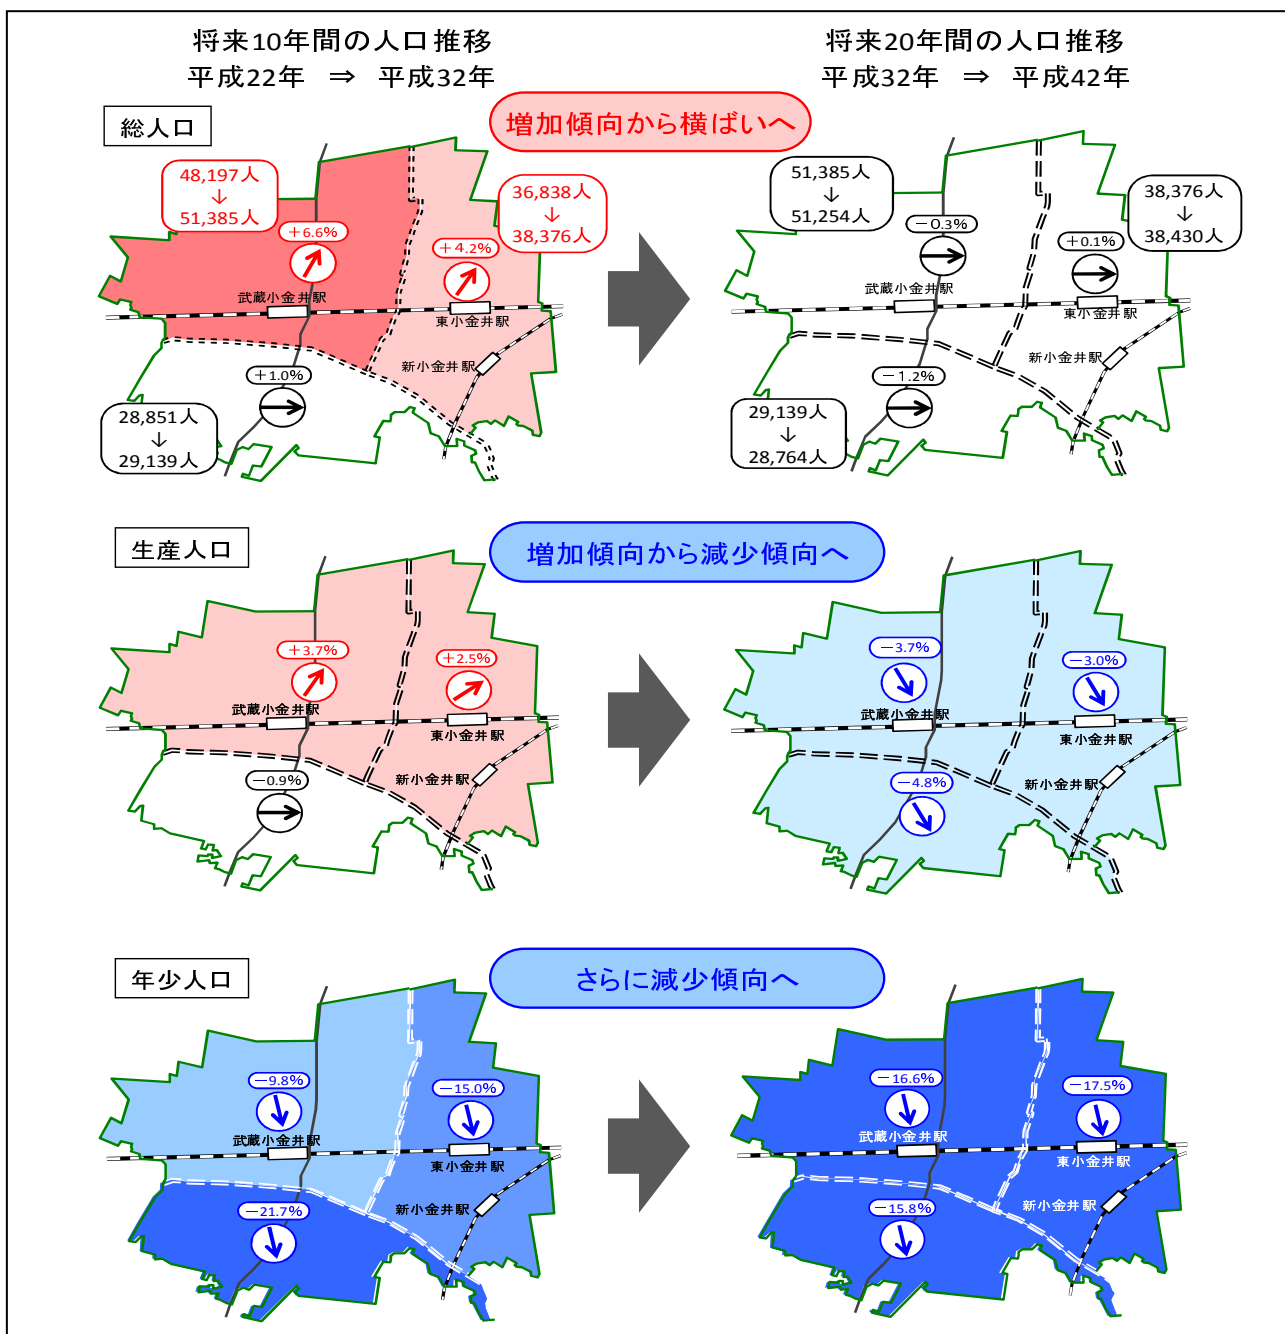 将来10年間の人口推移
平成22年 ⇒ 平成32年
将来20年間の人口推移
平成32年 ⇒ 平成42年
総人口
増加傾向から横ばいへ
48,197人
↓
51,385人
+6.6%
36,838人
↓
38,376人
+4.2%
武蔵小金井駅
東小金井駅
新小金井駅
+1.0%
28,851人
↓
29,139人
51,385人
↓
51,254人
−0.3%
38,376人
↓
38,430人
+0.1%
武蔵小金井駅
東小金井駅
新小金井駅
−1.2%
29,139人
↓
28,764人
生産人口
増加傾向から減少傾向へ
+3.7%
+2.5%
武蔵小金井駅
東小金井駅
新小金井駅
−0.9%
−3.7%
−3.0%
武蔵小金井駅
東小金井駅
新小金井駅
−4.8%
年少人口
さらに減少傾向へ
−9.8%
−15.0%
武蔵小金井駅
東小金井駅
新小金井駅
−21.7%
−16.6%
−17.5%
武蔵小金井駅
東小金井駅
新小金井駅
−15.8%